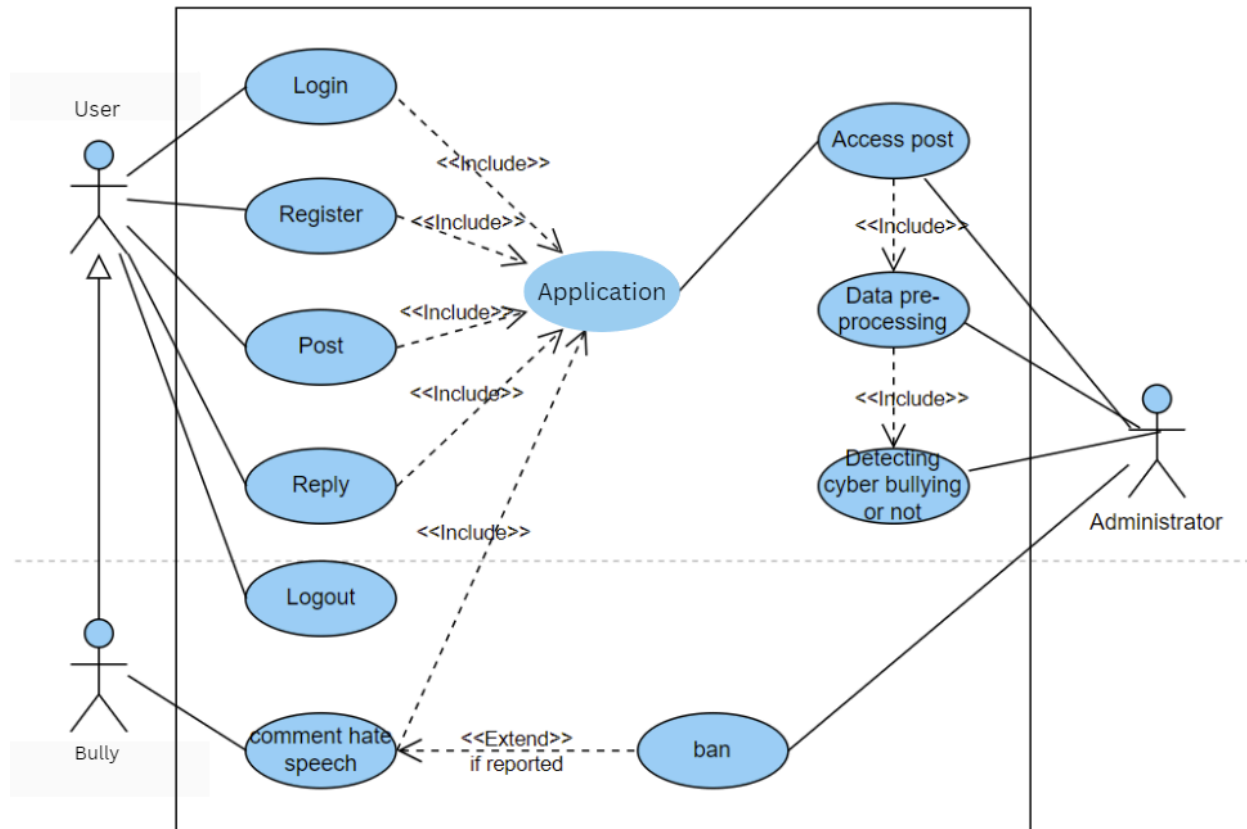 Login
User
Access post
<<Include>>
Register
<<Include>>
<<Include>>
Application
Data pre-
processing
<<Include>>
Post
<<Include>>
<<Include>>
Detecting
cyber bullying
or not
Reply
Administrator
<<Include>>
Logout
comment hate
speech
<<Extend>>
if reported
ban
Bully